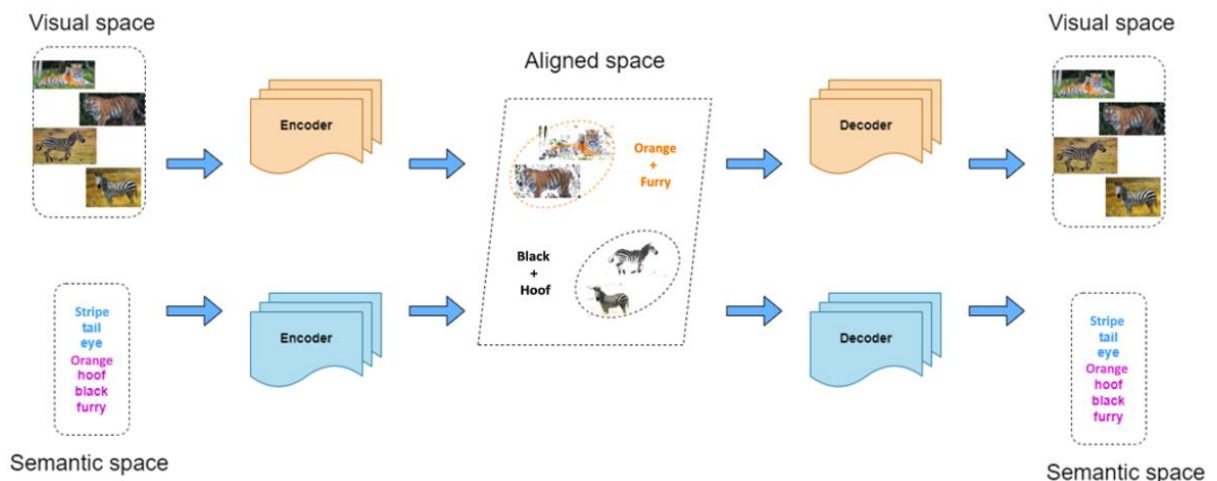 Visual space
Visual space
Aligned space
Encoder
Decoder
Orange
+
Furry
Black
+
Hoof
Stripe
tail
eye
Orange
hoof
black
furry
Encoder
Decoder
Stripe
tail
eye
Orange
hoof
black
furry
Semantic space
Semantic space